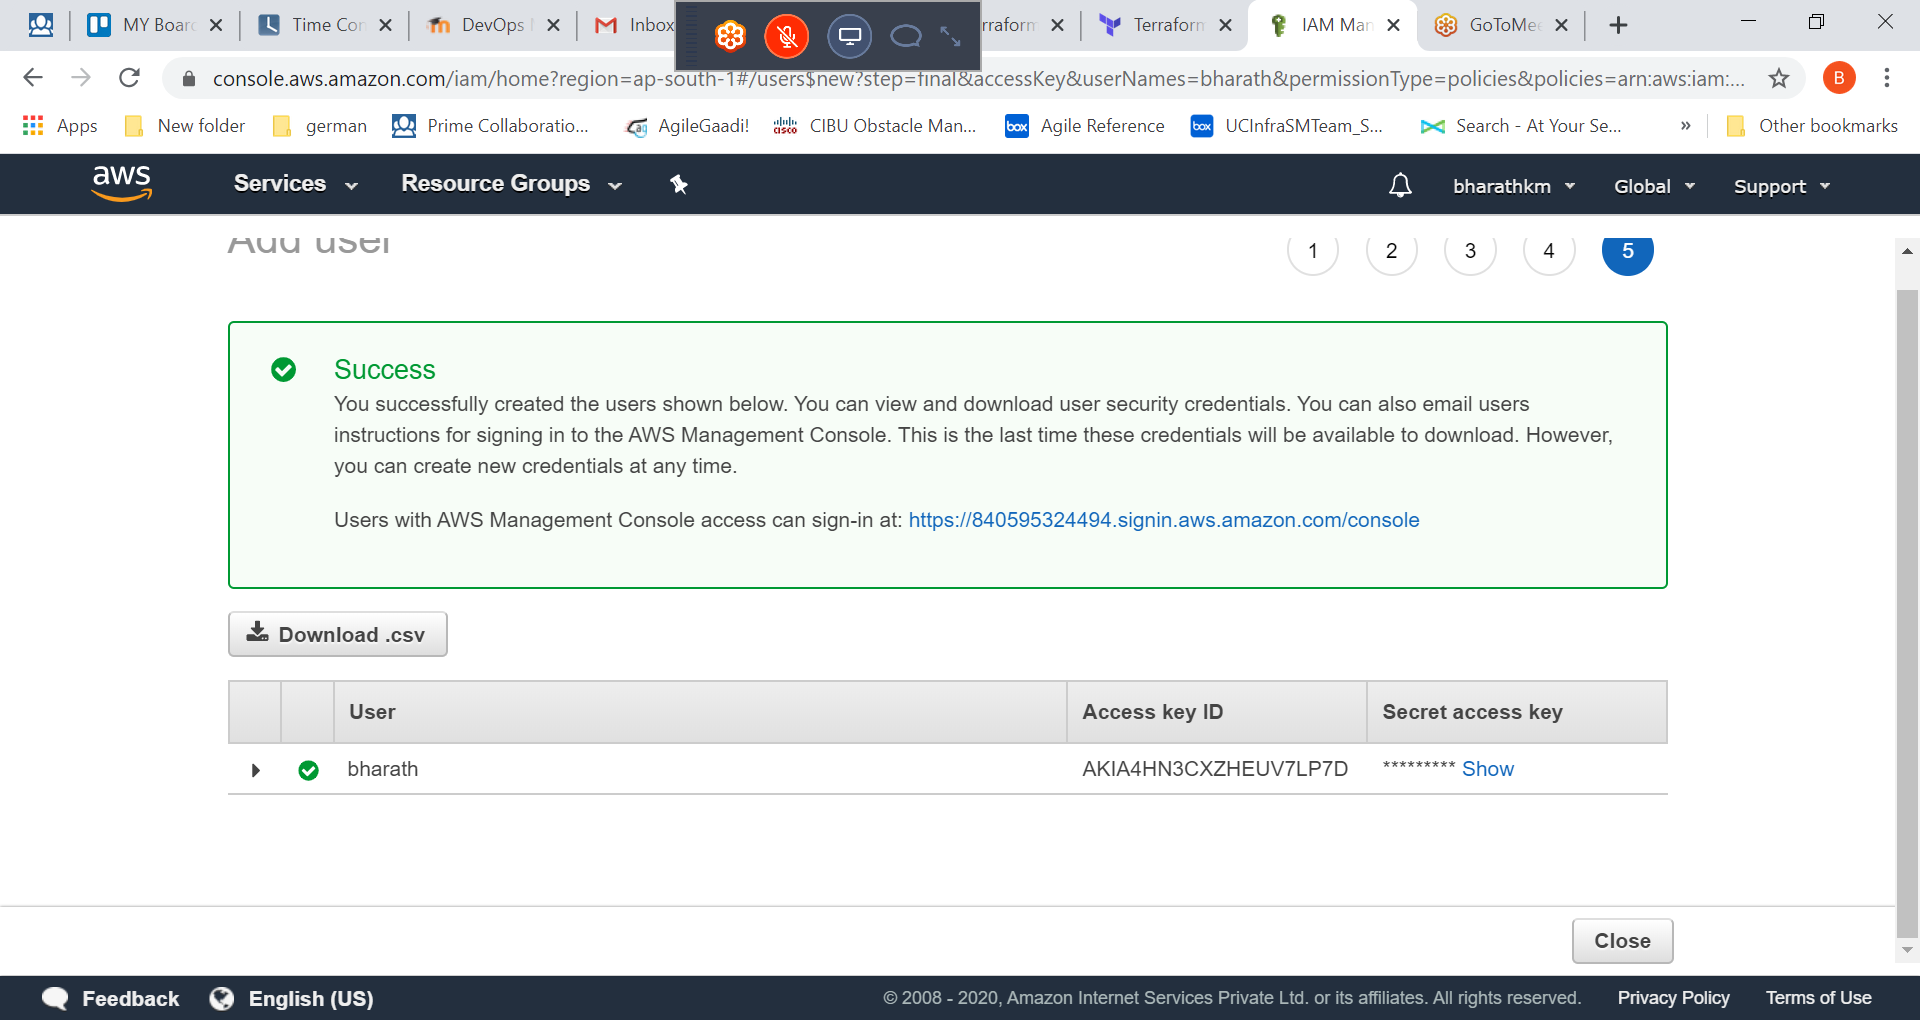 MY Boar
Time Con
DevOps
Inbox
rraform
Terraform
IAM Man
GoToMee
console.aws.amazon.com/iam/home?region=ap-south-1#/users$new?step=final&accessKey&userNames=bharath&permissionType=policies&policies=arn:aws:iam:...
B
Apps
New folder
german
Prime Collaboratio...
AgileGaadi!
CIBU Obstacle Man...
Agile Reference
UCInfraSMTeam_S...
Search - At Your Se...
»
Other bookmarks
aws
Services
Resource Groups
bharathkm
Global
Support
Add user
1
2
3
4
5
Success
You successfully created the users shown below. You can view and download user security credentials. You can also email users
instructions for signing in to the AWS Management Console. This is the last time these credentials will be available to download. However,
you can create new credentials at any time.
Users with AWS Management Console access can sign-in at: https://840595324494.signin.aws.amazon.com/console
Download .csv
User
Access key ID
Secret access key
bharath
AKIA4HN3CXZHEUV7LP7D
********* Show
Close
Feedback
English (US)
© 2008 - 2020, Amazon Internet Services Private Ltd. or its affiliates. All rights reserved.
Privacy Policy
Terms of Use